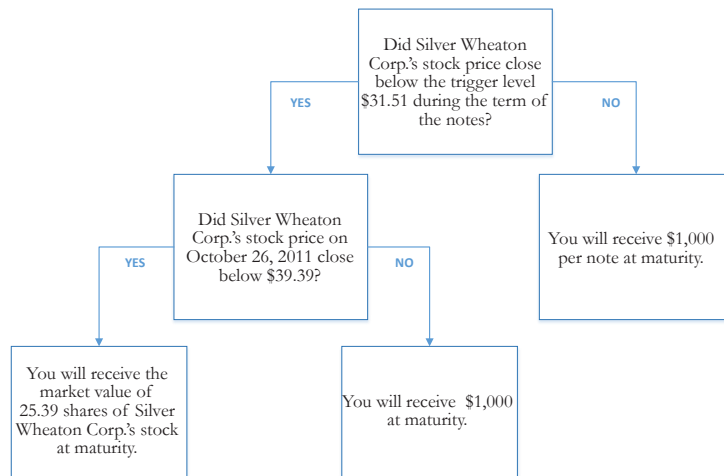 Did Silver Wheaton
Corp.'s stock price close
below the trigger level
$31.51 during the term of
the notes?
YES
NO
Did Silver Wheaton
Corp.'s stock price on
October 26, 2011 close
below $39.39?
You will receive $1,000
per note at maturity.
YES
NO
You will receive the
market value of
25.39 shares of Silver
Wheaton Corp.'s stock
at maturity.
You will receive $1,000
at maturity.